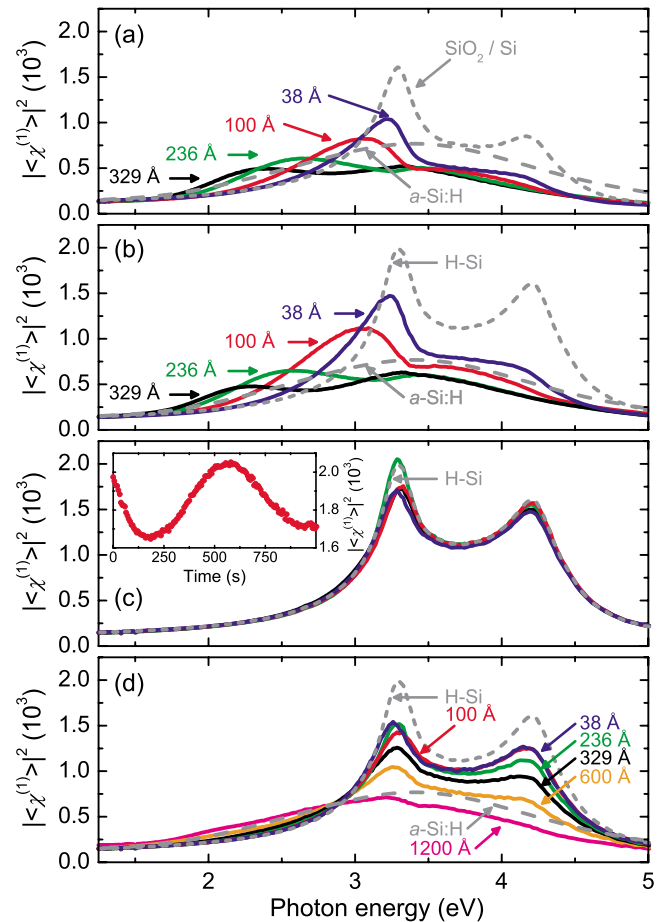 (a)
SiO2 / Si
38 Å
100 Å
236 Å
329 Å
a-Si:H
2.5
2.0
1.5
1.0
0.5
0.0
|<χ(1)>|2 (103)
(b)
H-Si
38 Å
100 Å
236 Å
329 Å
a-Si:H
2.0
1.5
1.0
0.5
0.0
|<χ(1)>|2 (103)
(c)
H-Si
2.0
1.5
1.0
0.5
0.0
|<χ(1)>|2 (103)
2.0
1.8
1.6
|<χ(1)>|2 (103)
0 250 500 750
Time (s)
(d)
H-Si
100 Å
38 Å
236 Å
329 Å
600 Å
a-Si:H
1200 Å
2.0
1.5
1.0
0.5
0.0
|<χ(1)>|2 (103)
2 3 4 5
Photon energy (eV)